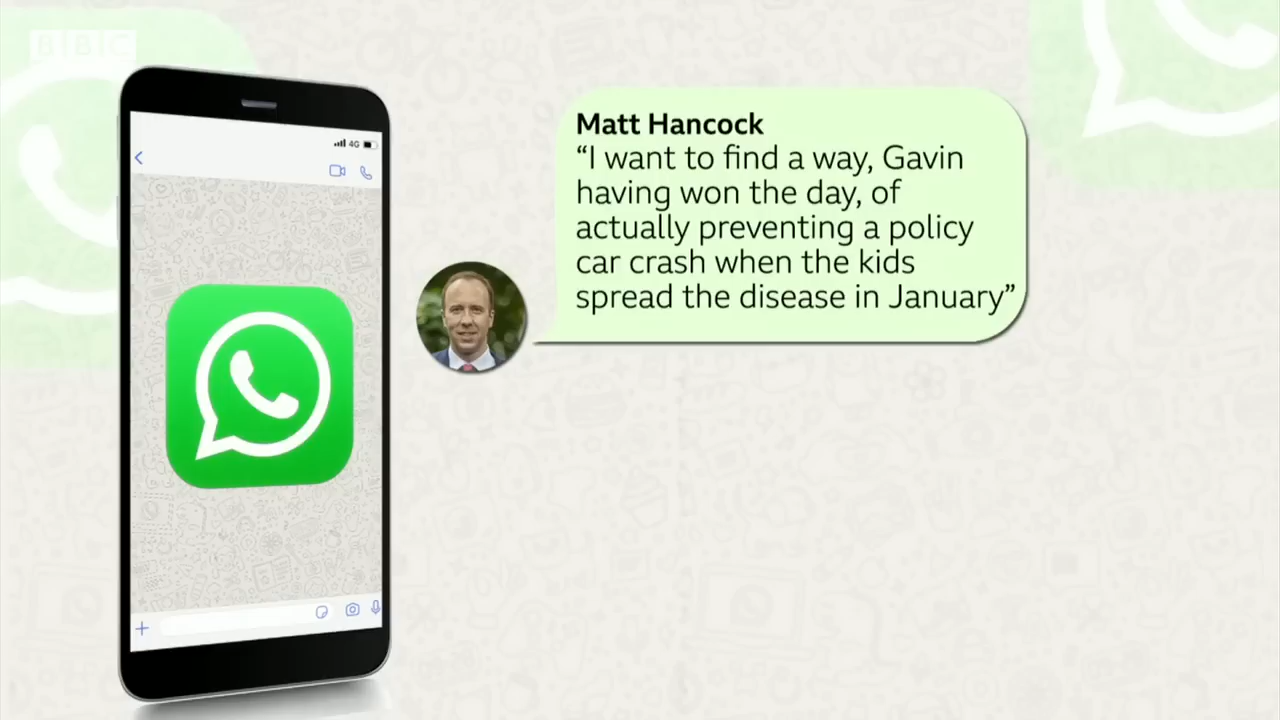 BBC
4G
Matt Hancock
“I want to find a way, Gavin
having won the day, of
actually preventing a policy
car crash when the kids
spread the disease in January”